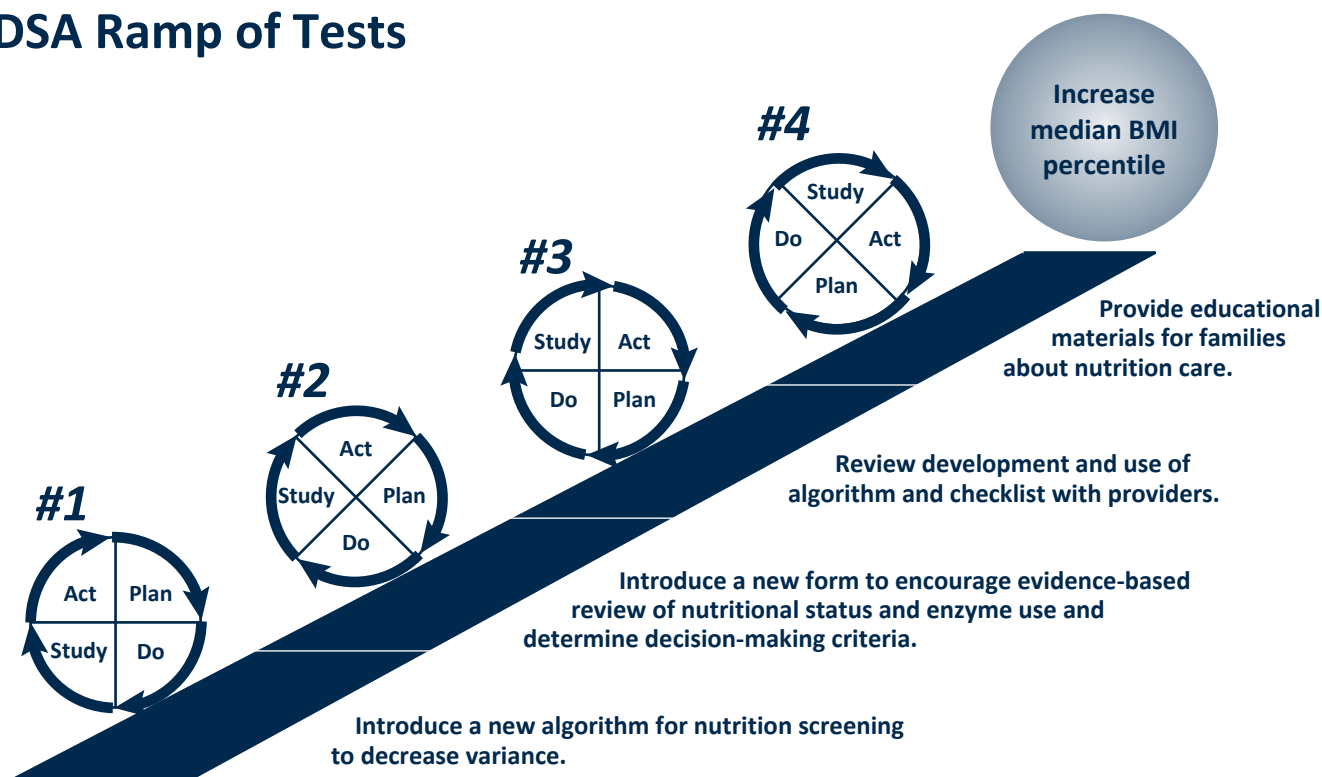 DSA Ramp of Tests
Increase
median BMI
percentile
#4
Study
Do
Act
Plan
#3
Study
Act
Do
Plan
Provide educational
materials for families
about nutrition care.
#2
Act
Study
Plan
Do
Review development and use of
algorithm and checklist with providers.
#1
Act
Plan
Study
Do
Introduce a new form to encourage evidence-based
review of nutritional status and enzyme use and
determine decision-making criteria.
Introduce a new algorithm for nutrition screening
to decrease variance.